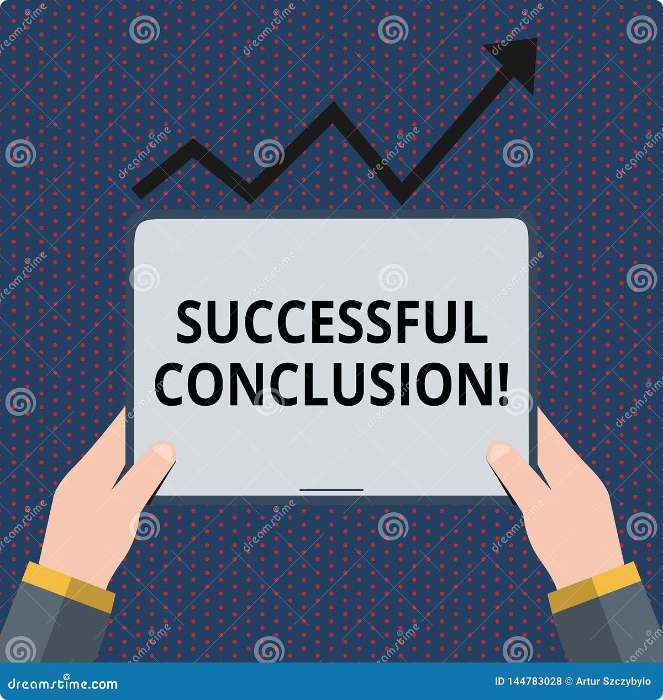 SUCCESSFUL
CONCLUSION!
dreamstime.com
ID 144783028 © Artur Szczybylo